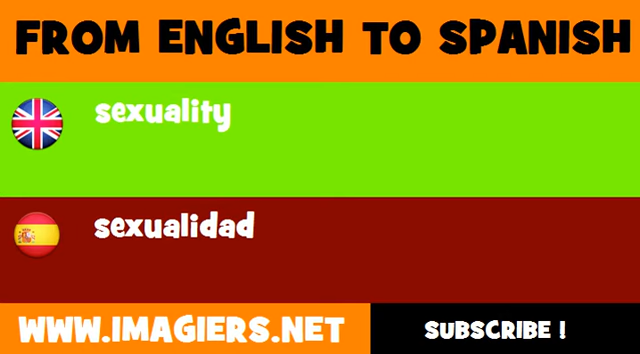 FROM ENGLISH TO SPANISH
sexuality
sexualidad
WWW.IMAGIERS.NET
SUBSCRIBE !